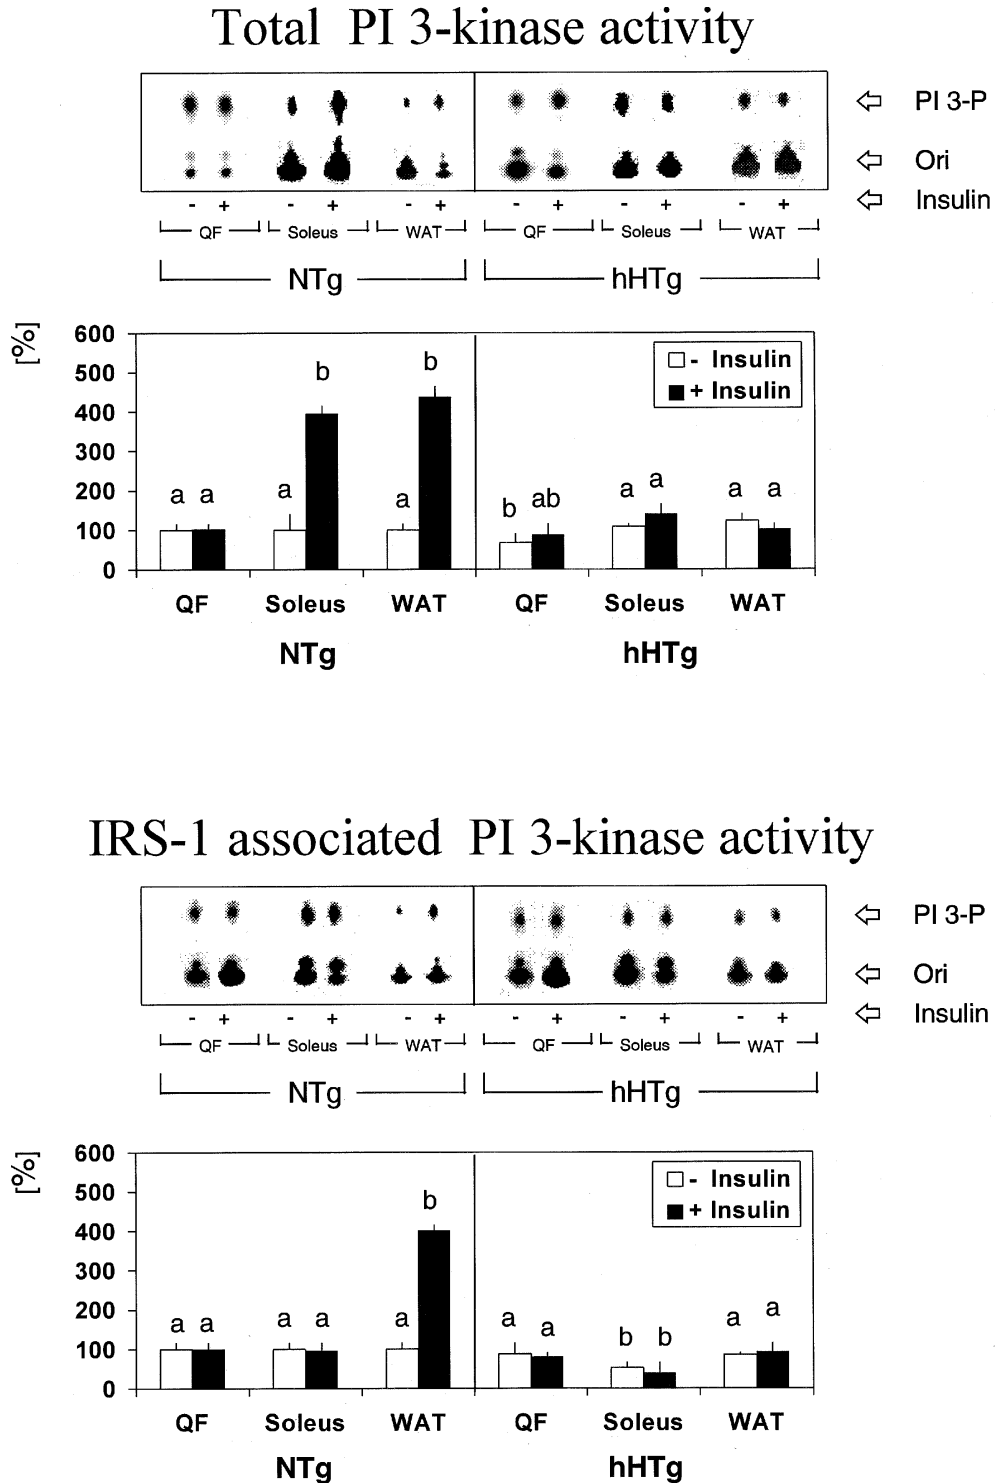 Total PI 3-kinase activity
PI 3-P
Ori
- + - + - + - + - + - + Insulin
QF Soleus WAT QF Soleus WAT
NTg hHTg
[%]
600
500
400
300
200
100
0
- Insulin
+ Insulin
a a a b a b b ab a a a a
QF Soleus WAT QF Soleus WAT
NTg hHTg
IRS-1 associated PI 3-kinase activity
PI 3-P
Ori
- + - + - + - + - + - + Insulin
QF Soleus WAT QF Soleus WAT
NTg hHTg
[%]
600
500
400
300
200
100
0
- Insulin
+ Insulin
a a a a a b a a b b a a
QF Soleus WAT QF Soleus WAT
NTg hHTg